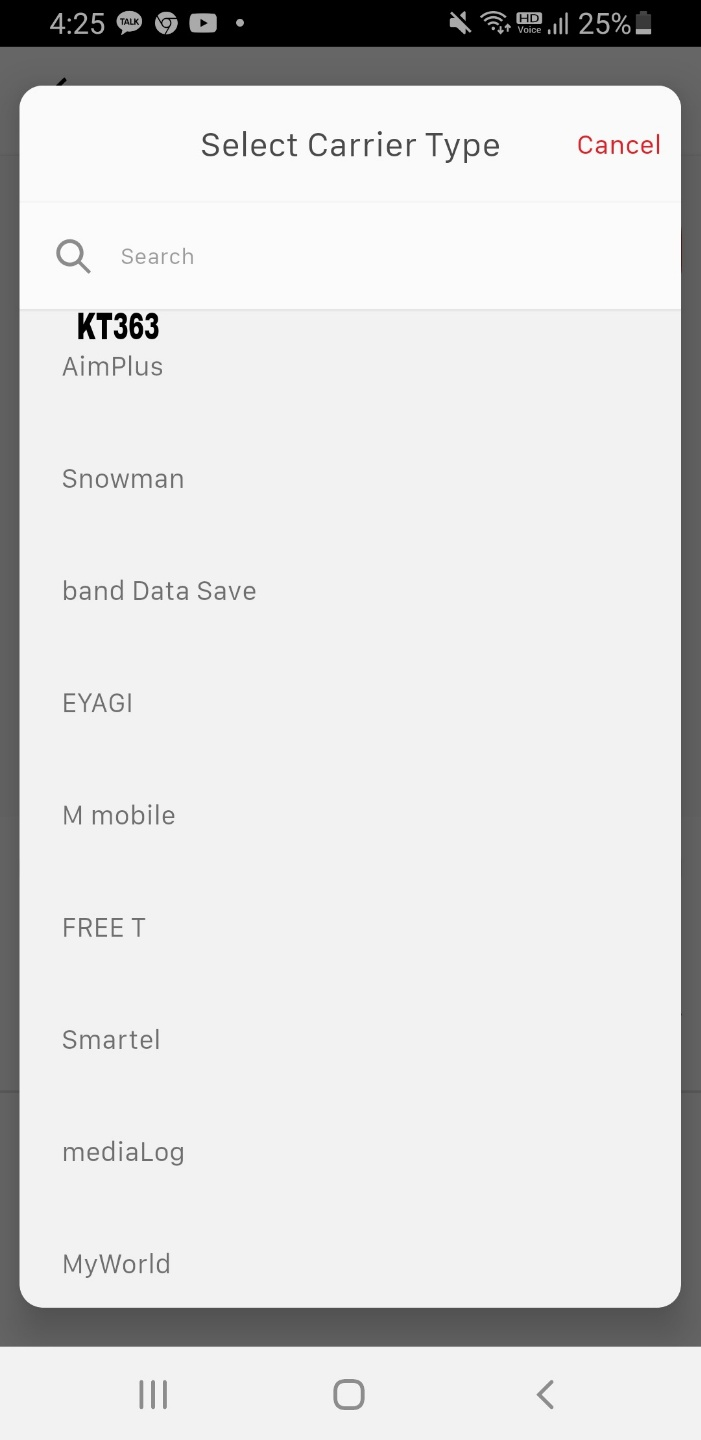 4:25 TALK HD Voice 25%
Select Carrier Type Cancel
Search
KT363
AimPlus
Snowman
band Data Save
EYAGI
M mobile
FREE T
Smartel
mediaLog
MyWorld